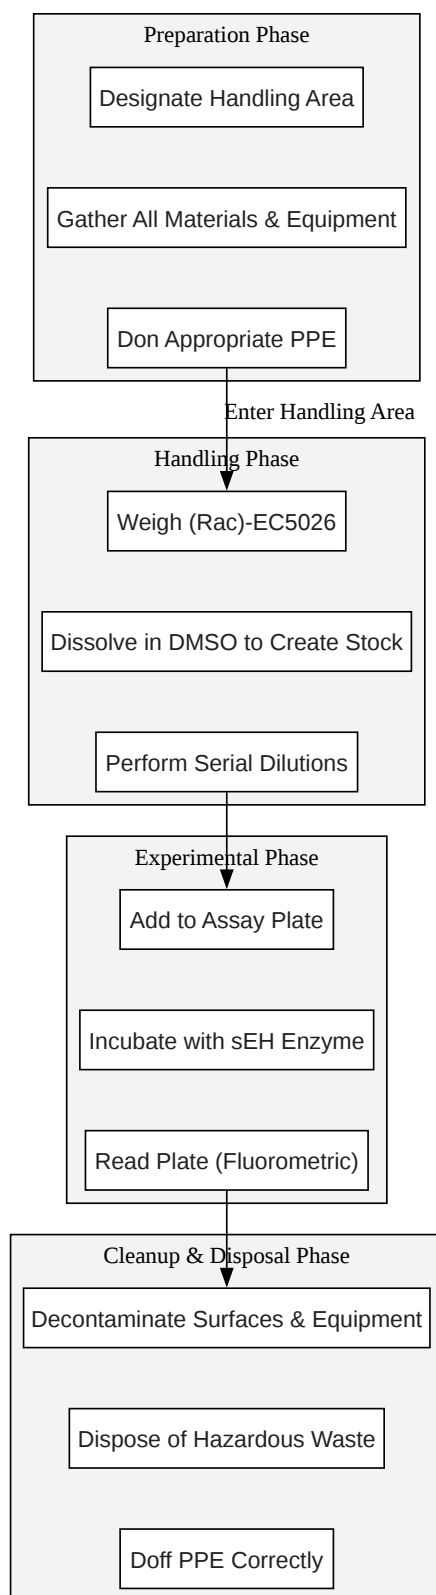 Preparation Phase
Designate Handling Area
Gather All Materials & Equipment
Don Appropriate PPE
Enter Handling Area
Handling Phase
Weigh (Rac)-EC5026
Dissolve in DMSO to Create Stock
Perform Serial Dilutions
Experimental Phase
Add to Assay Plate
Incubate with sEH Enzyme
Read Plate (Fluorometric)
Cleanup & Disposal Phase
Decontaminate Surfaces & Equipment
Dispose of Hazardous Waste
Doff PPE Correctly